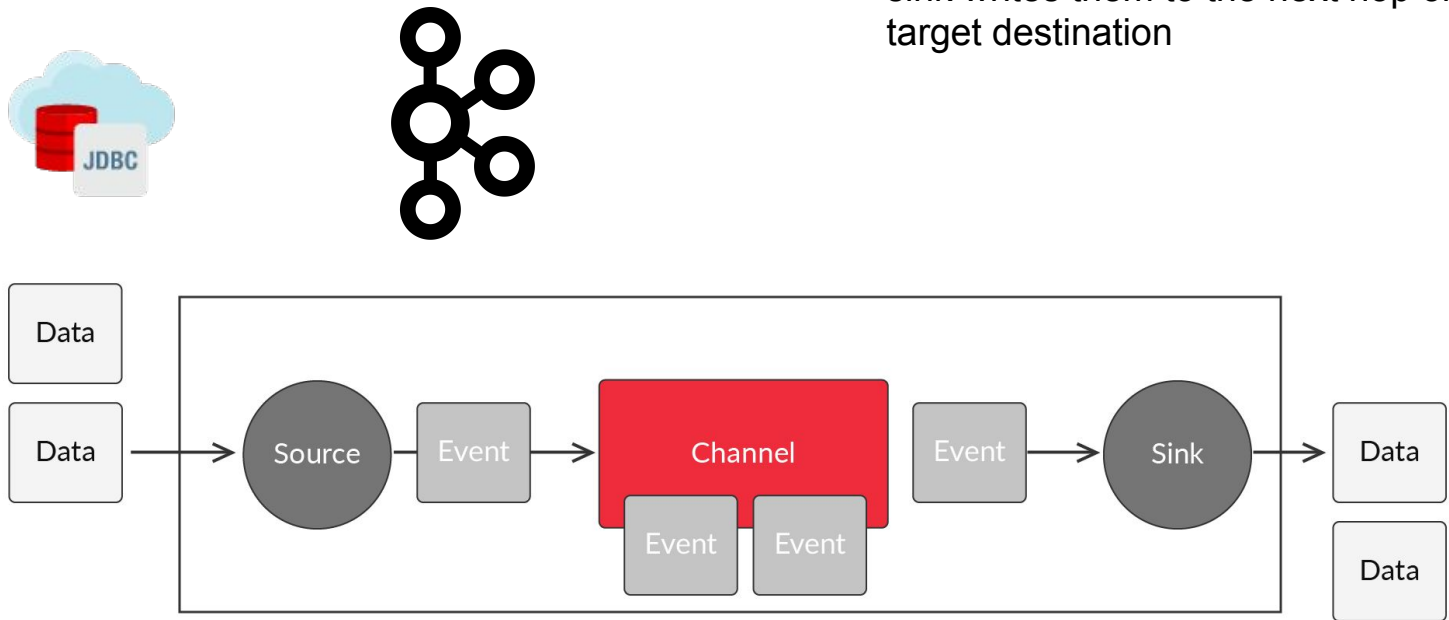 target destination
JDBC
Data
Data
Source
Event
Channel
Event
Sink
Data
Event
Event
Data